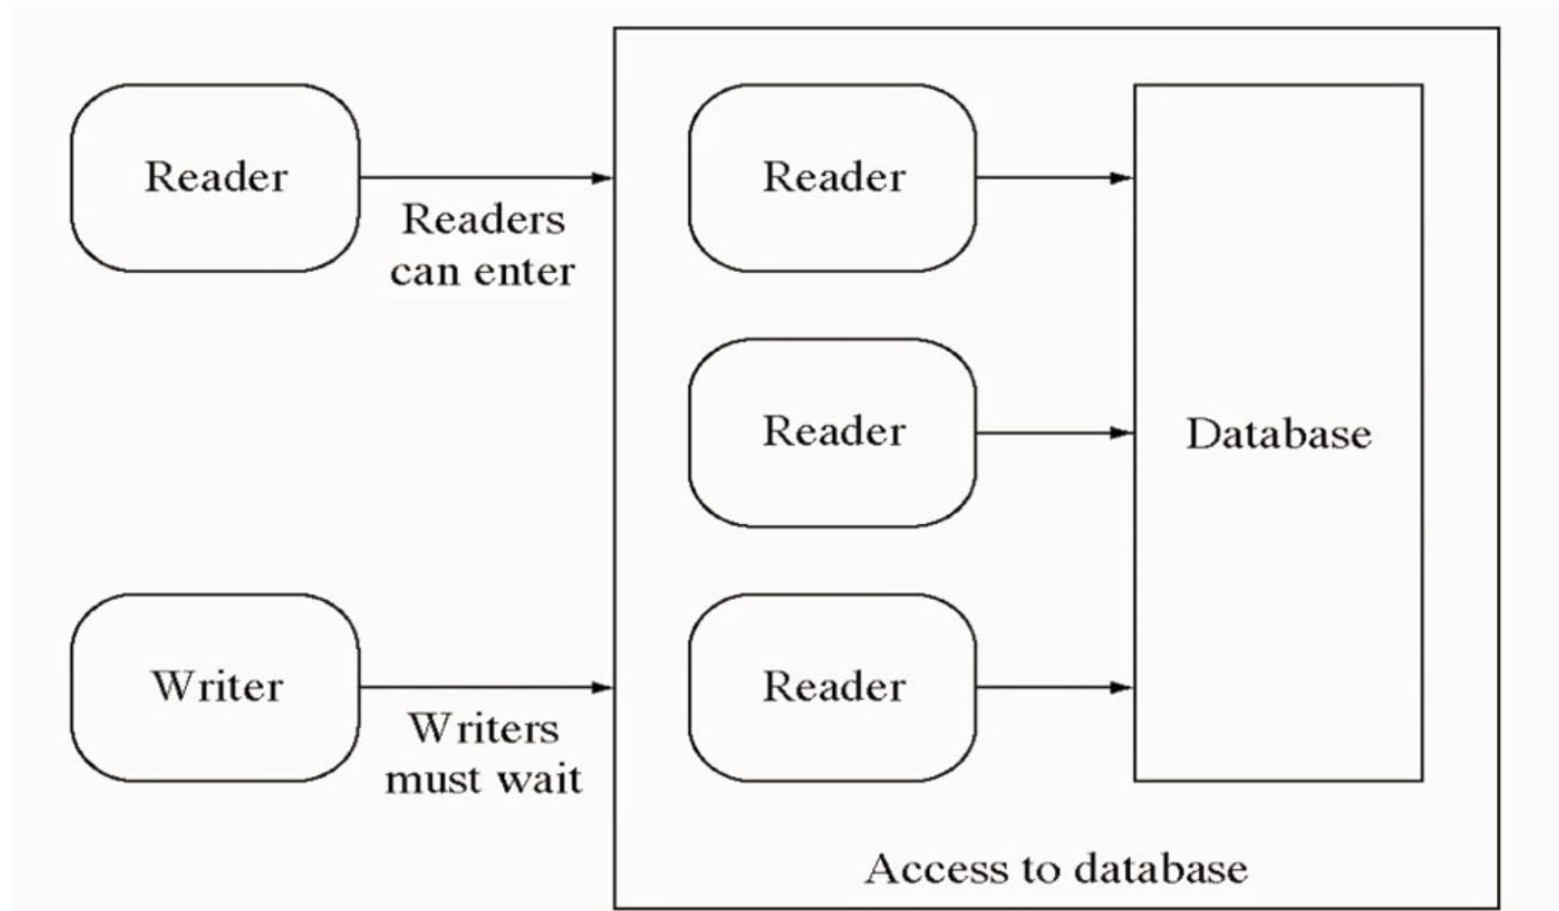 Reader
Readers
can enter
Reader
Reader
Database
Writer
Writers
must wait
Reader
Access to database